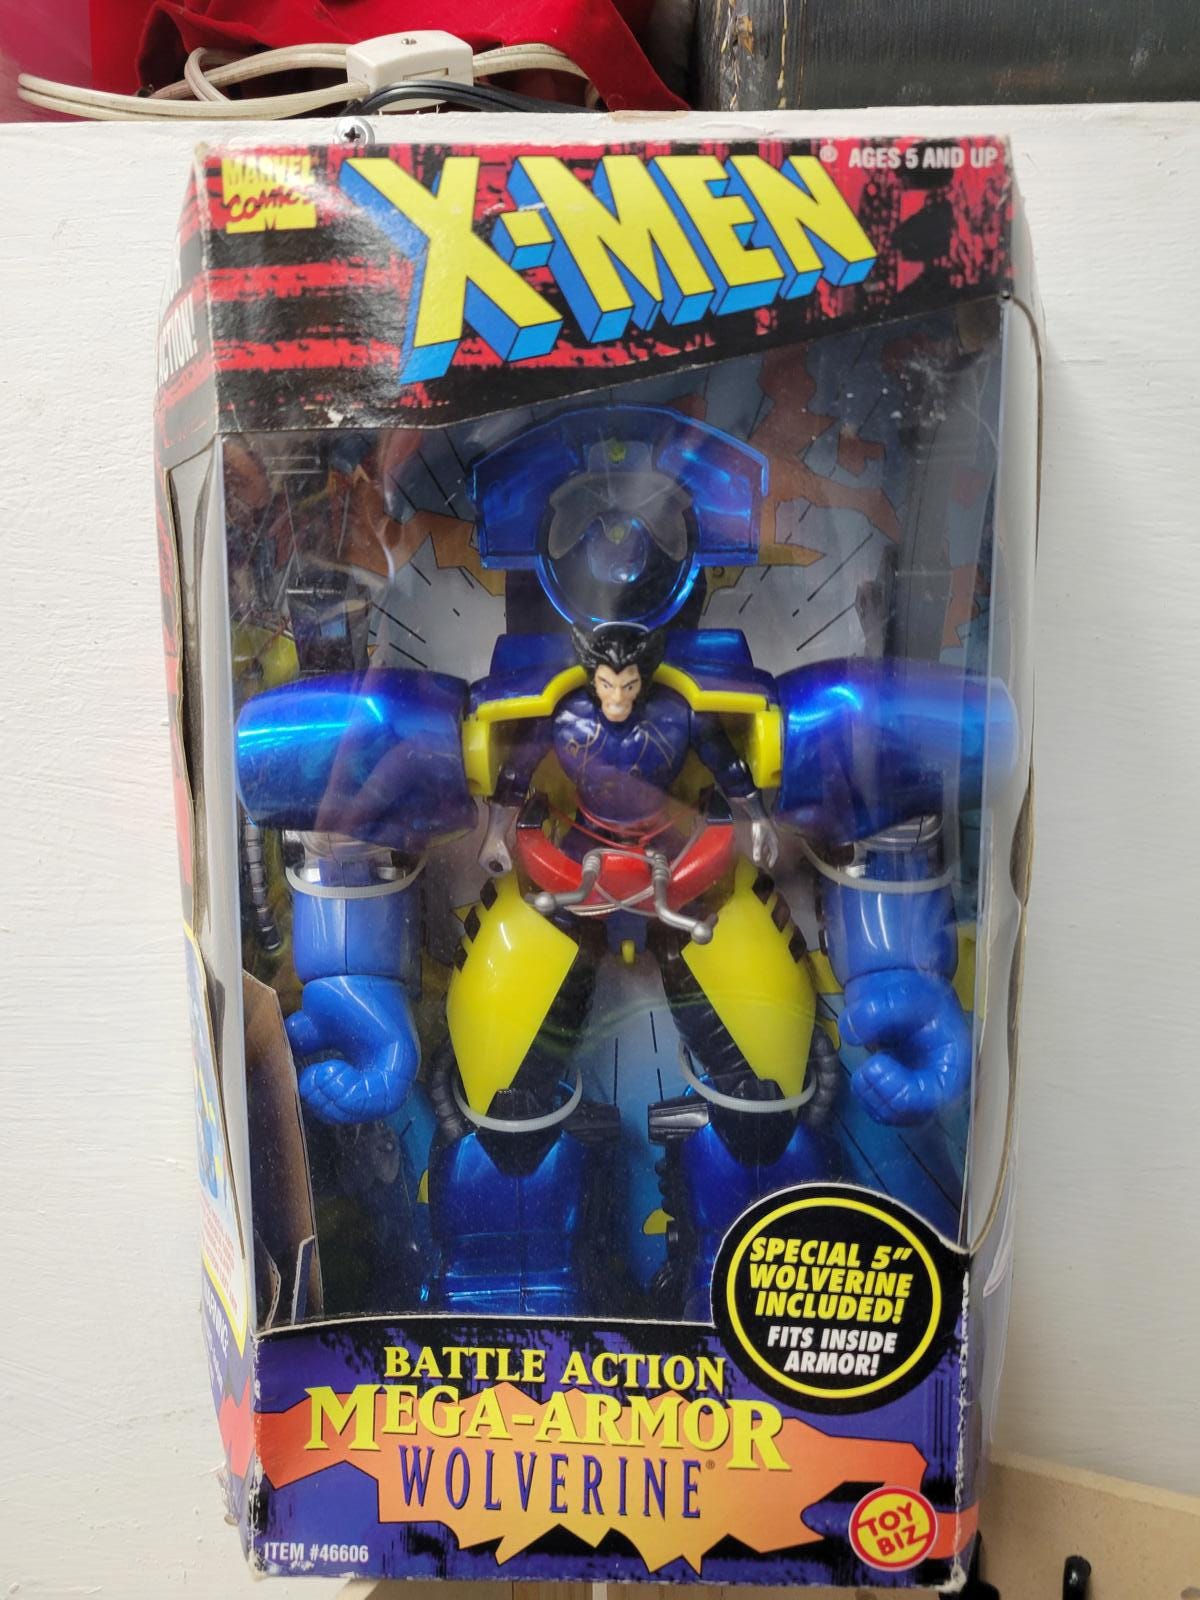 MARVEL
COMICS
M
X-MEN®
AGES 5 AND UP
SPECIAL 5"
WOLVERINE
INCLUDED!
FITS INSIDE
ARMOR!
BATTLE ACTION
MEGA-ARMOR
WOLVERINE®
ITEM #46606
TOY
BIZ